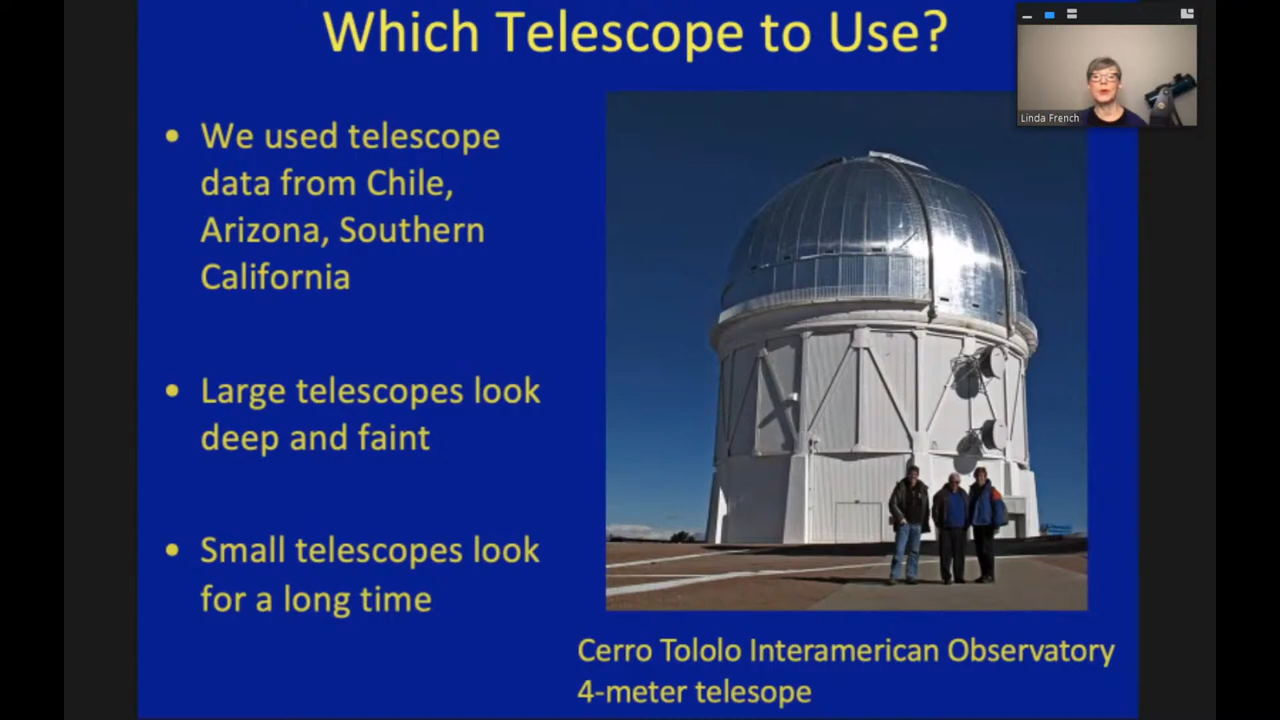 Which Telescope to Use?
Linda French
• We used telescope
data from Chile,
Arizona, Southern
California
• Large telescopes look
deep and faint
• Small telescopes look
for a long time
Cerro Tololo Interamerican Observatory
4-meter telesope